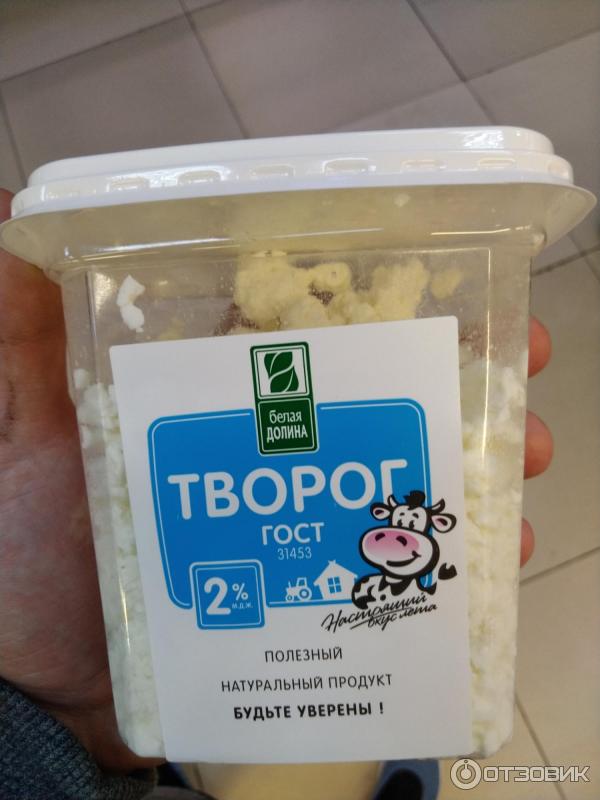 белая
ДОЛИНА
ТВОРОГ
ГОСТ
31453
2%
М.Д.Ж.
Настоящий
вкус лета
ПОЛЕЗНЫЙ
НАТУРАЛЬНЫЙ ПРОДУКТ
БУДЬТЕ УВЕРЕНЫ !
ОТЗОВИК